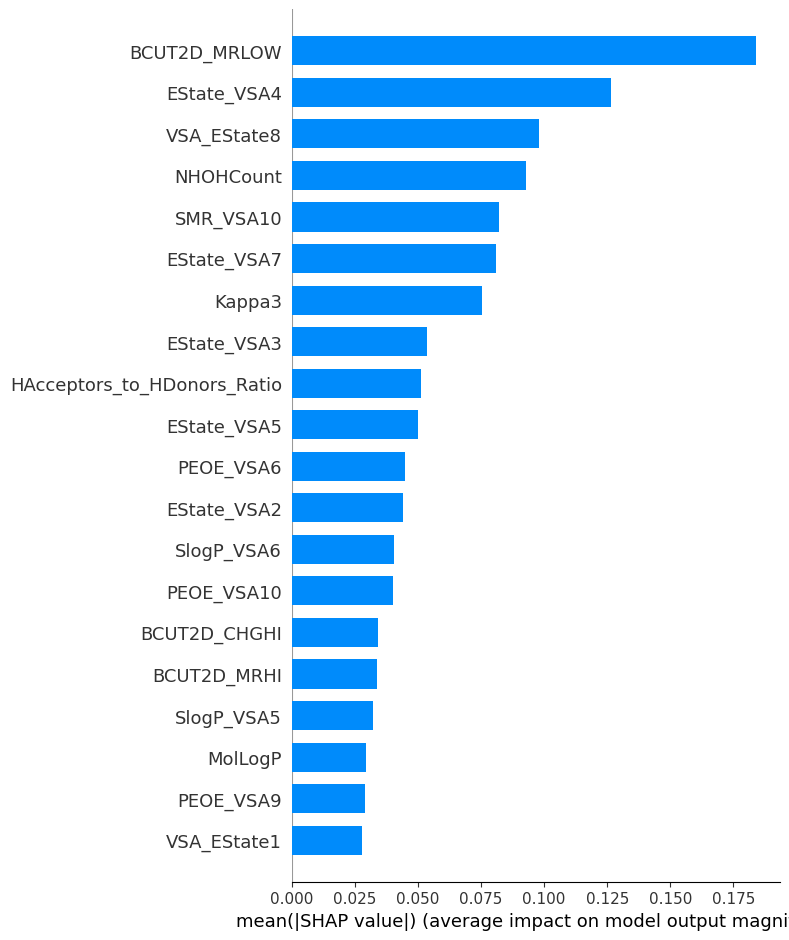 BCUT2D_MRLOW
EState_VSA4
VSA_EState8
NHOHCount
SMR_VSA10
EState_VSA7
Kappa3
EState_VSA3
HAcceptors_to_HDonors_Ratio
EState_VSA5
PEOE_VSA6
EState_VSA2
SlogP_VSA6
PEOE_VSA10
BCUT2D_CHGHI
BCUT2D_MRHI
SlogP_VSA5
MolLogP
PEOE_VSA9
VSA_EState1
0.000 0.025 0.050 0.075 0.100 0.125 0.150 0.175
mean(|SHAP value|) (average impact on model output magni